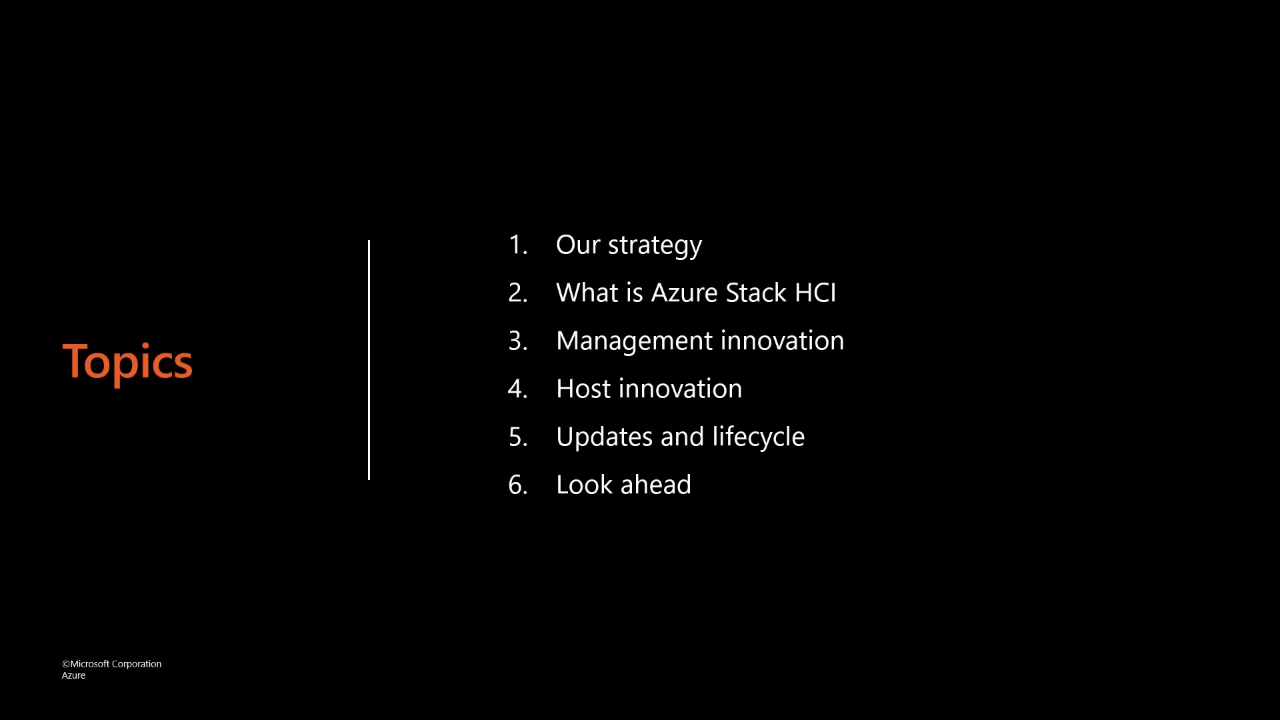 Topics
1. Our strategy
2. What is Azure Stack HCI
3. Management innovation
4. Host innovation
5. Updates and lifecycle
6. Look ahead
©Microsoft Corporation
Azure